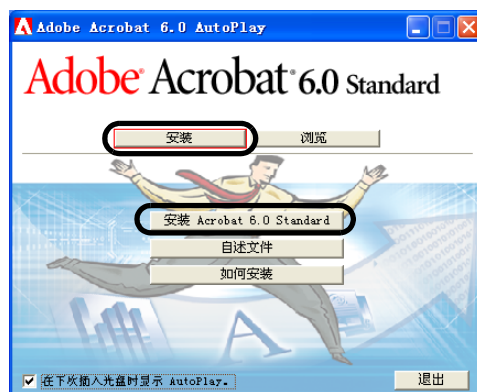 Adobe Acrobat 6.0 AutoPlay
Adobe® Acrobat® 6.0 Standard
安装 浏览
安装 Acrobat 6.0 Standard
自述文件
如何安装
在下次插入光盘时显示 AutoPlay。
退出